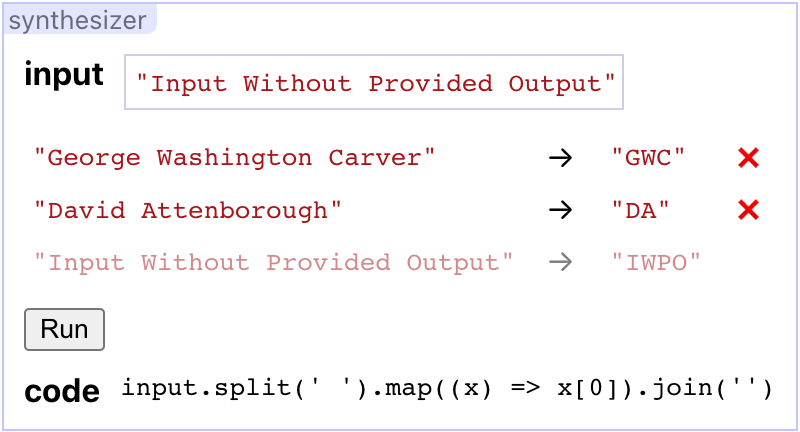 synthesizer
input "Input Without Provided Output"
"George Washington Carver" → "GWC" ❌
"David Attenborough" → "DA" ❌
"Input Without Provided Output" → "IWPO"
Run
code input.split(' ').map((x) => x[0]).join('')